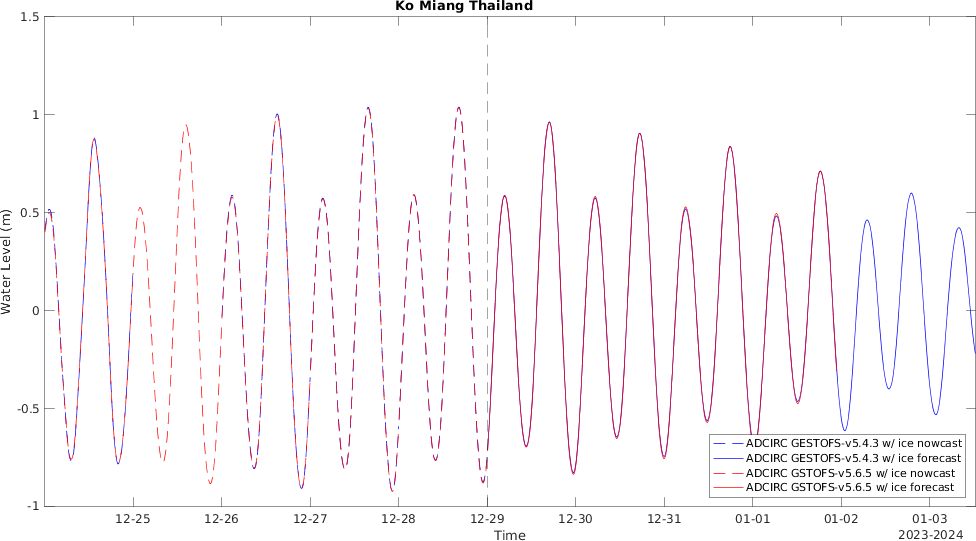 Ko Miang Thailand
1.5
1
0.5
0
-0.5
-1
Water Level (m)
ADCIRC GESTOFS-v5.4.3 w/ ice nowcast
ADCIRC GESTOFS-v5.4.3 w/ ice forecast
ADCIRC GSTOFS-v5.6.5 w/ ice nowcast
ADCIRC GSTOFS-v5.6.5 w/ ice forecast
12-25 12-26 12-27 12-28 12-29 12-30 12-31 01-01 01-02 01-03
Time
2023-2024